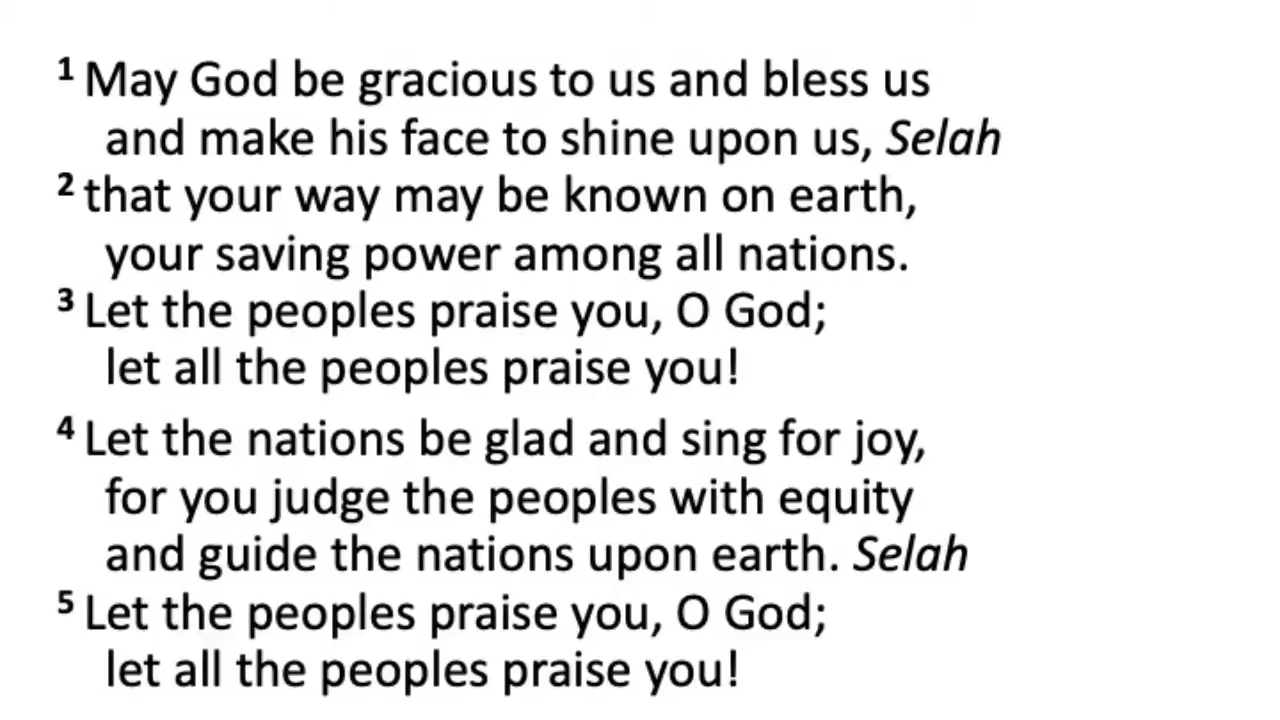 1 May God be gracious to us and bless us
and make his face to shine upon us, Selah
2 that your way may be known on earth,
your saving power among all nations.
3 Let the peoples praise you, O God;
let all the peoples praise you!
4 Let the nations be glad and sing for joy,
for you judge the peoples with equity
and guide the nations upon earth. Selah
5 Let the peoples praise you, O God;
let all the peoples praise you!